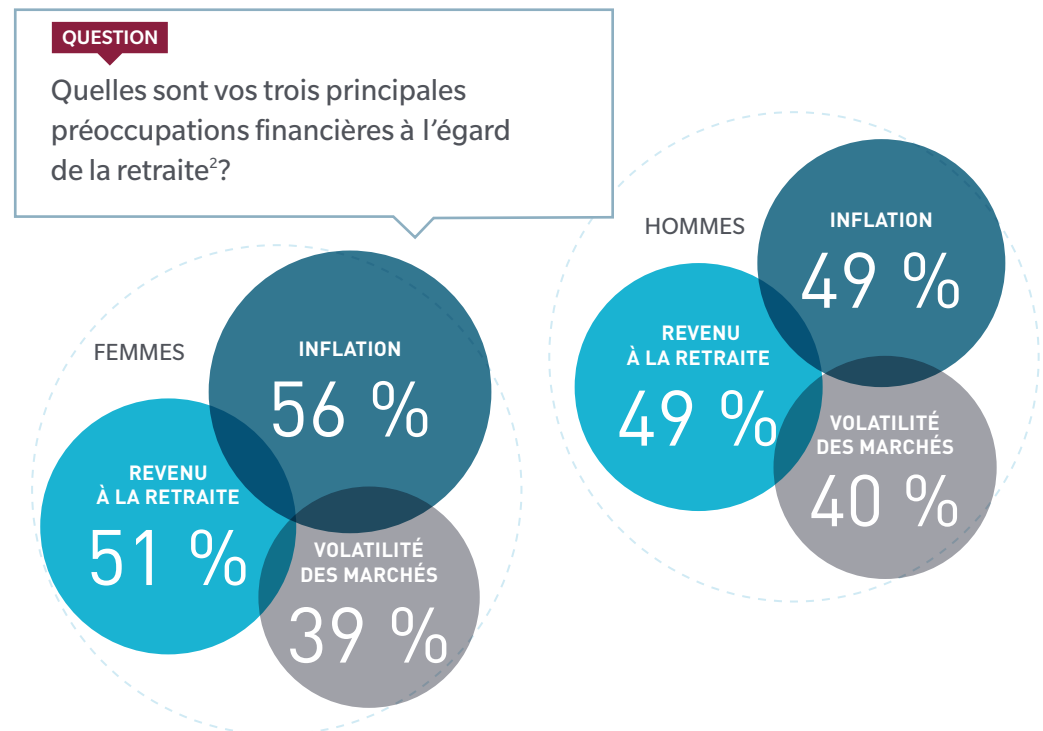 QUESTION
Quelles sont vos trois principales
préoccupations financières à l’égard
de la retraite²?
FEMMES
INFLATION
56 %
REVENU
À LA RETRAITE
51 %
VOLATILITÉ
DES MARCHÉS
39 %
HOMMES
INFLATION
49 %
REVENU
À LA RETRAITE
49 %
VOLATILITÉ
DES MARCHÉS
40 %